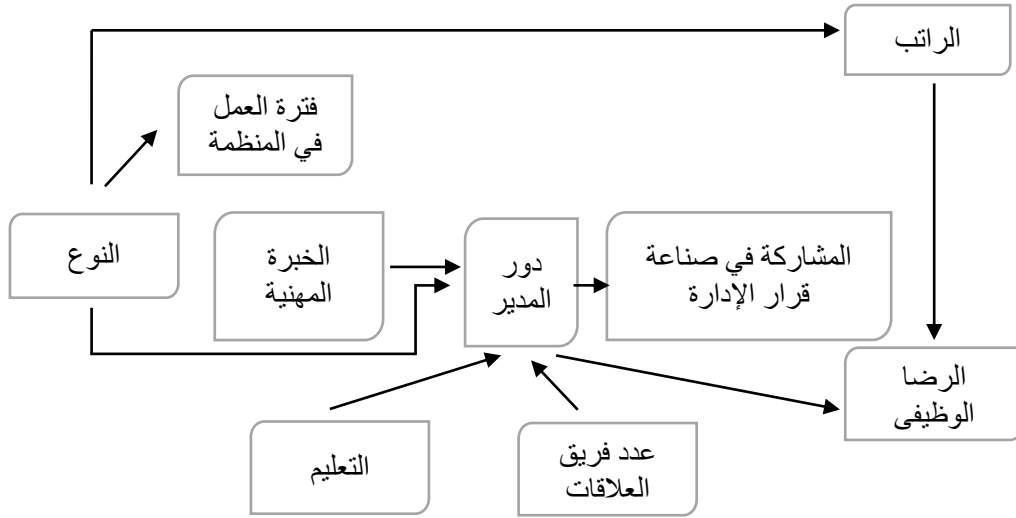 الراتب
فترة العمل
في المنظمة
النوع
الخبرة
المهنية
دور
المدير
المشاركة في صناعة
قرار الإدارة
الرضا
الوظيفى
التعليم
عدد فريق
العلاقات